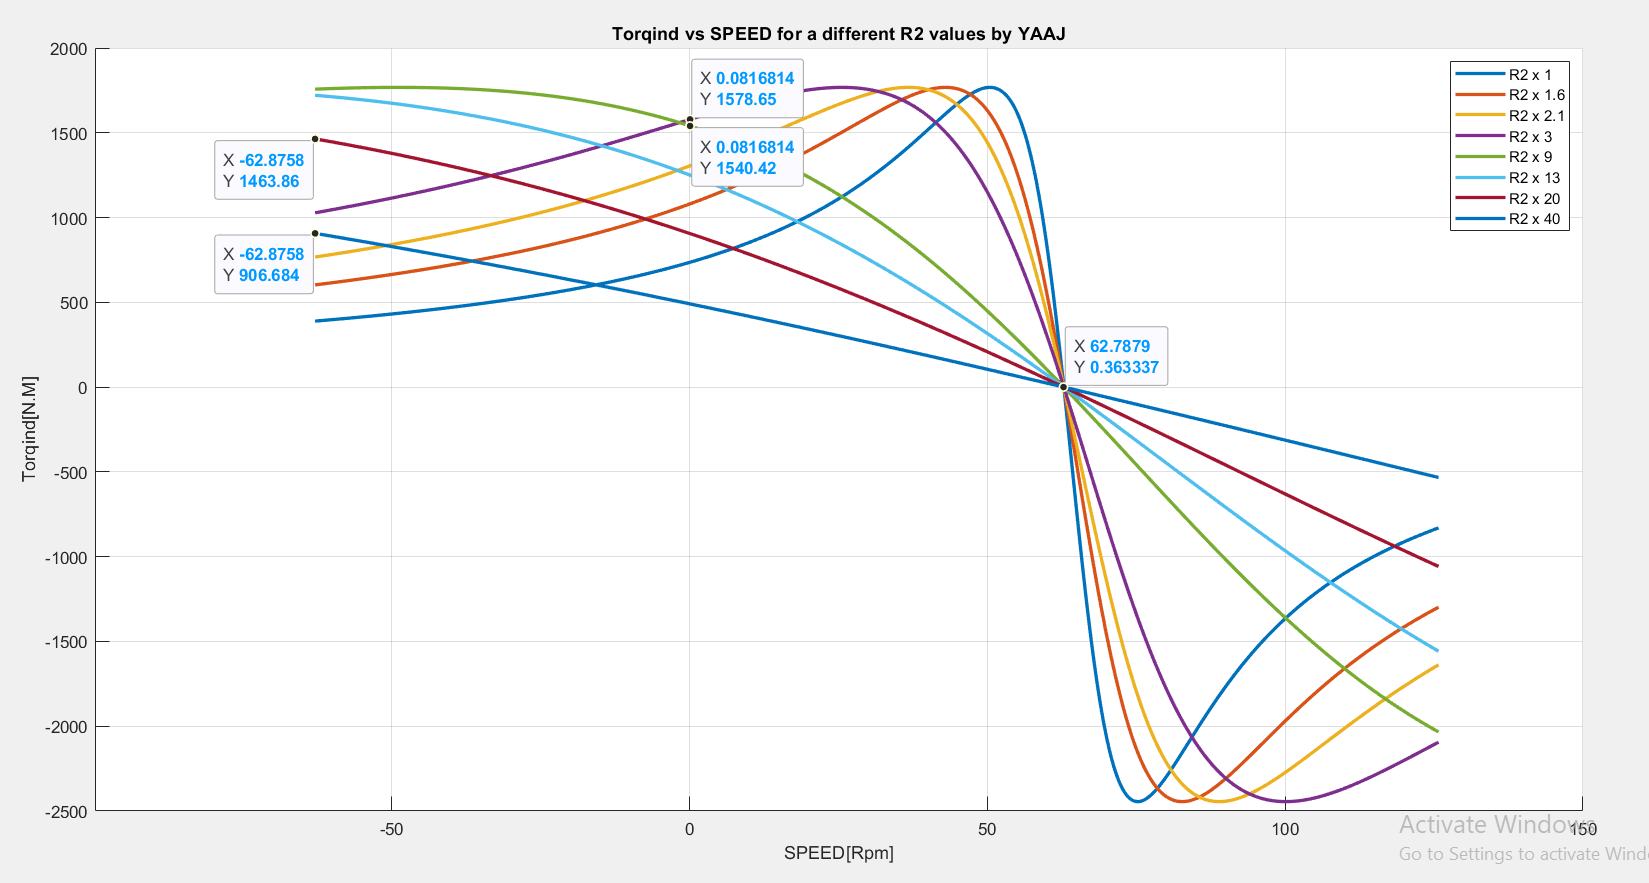 Torqind vs SPEED for a different R2 values by YAAJ
2000
1500
1000
500
0
-500
-1000
-1500
-2000
-2500
Torqind[N.M]
X 0.0816814
Y 1578.65
X 0.0816814
Y 1540.42
X -62.8758
Y 1463.86
X -62.8758
Y 906.684
X 62.7879
Y 0.363337
R2 x 1
R2 x 1.6
R2 x 2.1
R2 x 3
R2 x 9
R2 x 13
R2 x 20
R2 x 40
-50
0
50
100
150
SPEED[Rpm]
Activate Windows
Go to Settings to activate Wind